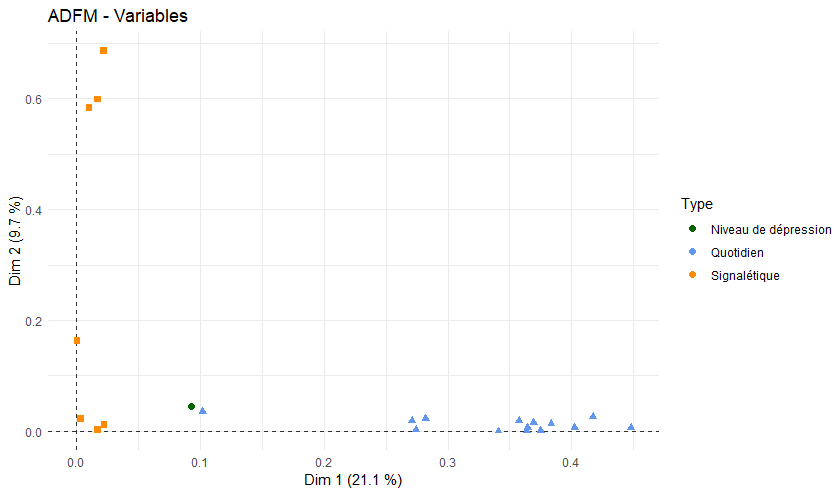 ADFM - Variables
Dim 2 (9.7 %)
0.6
0.4
0.2
0.0
0.0 0.1 0.2 0.3 0.4
Dim 1 (21.1 %)
Type
Niveau de dépression
Quotidien
Signalétique